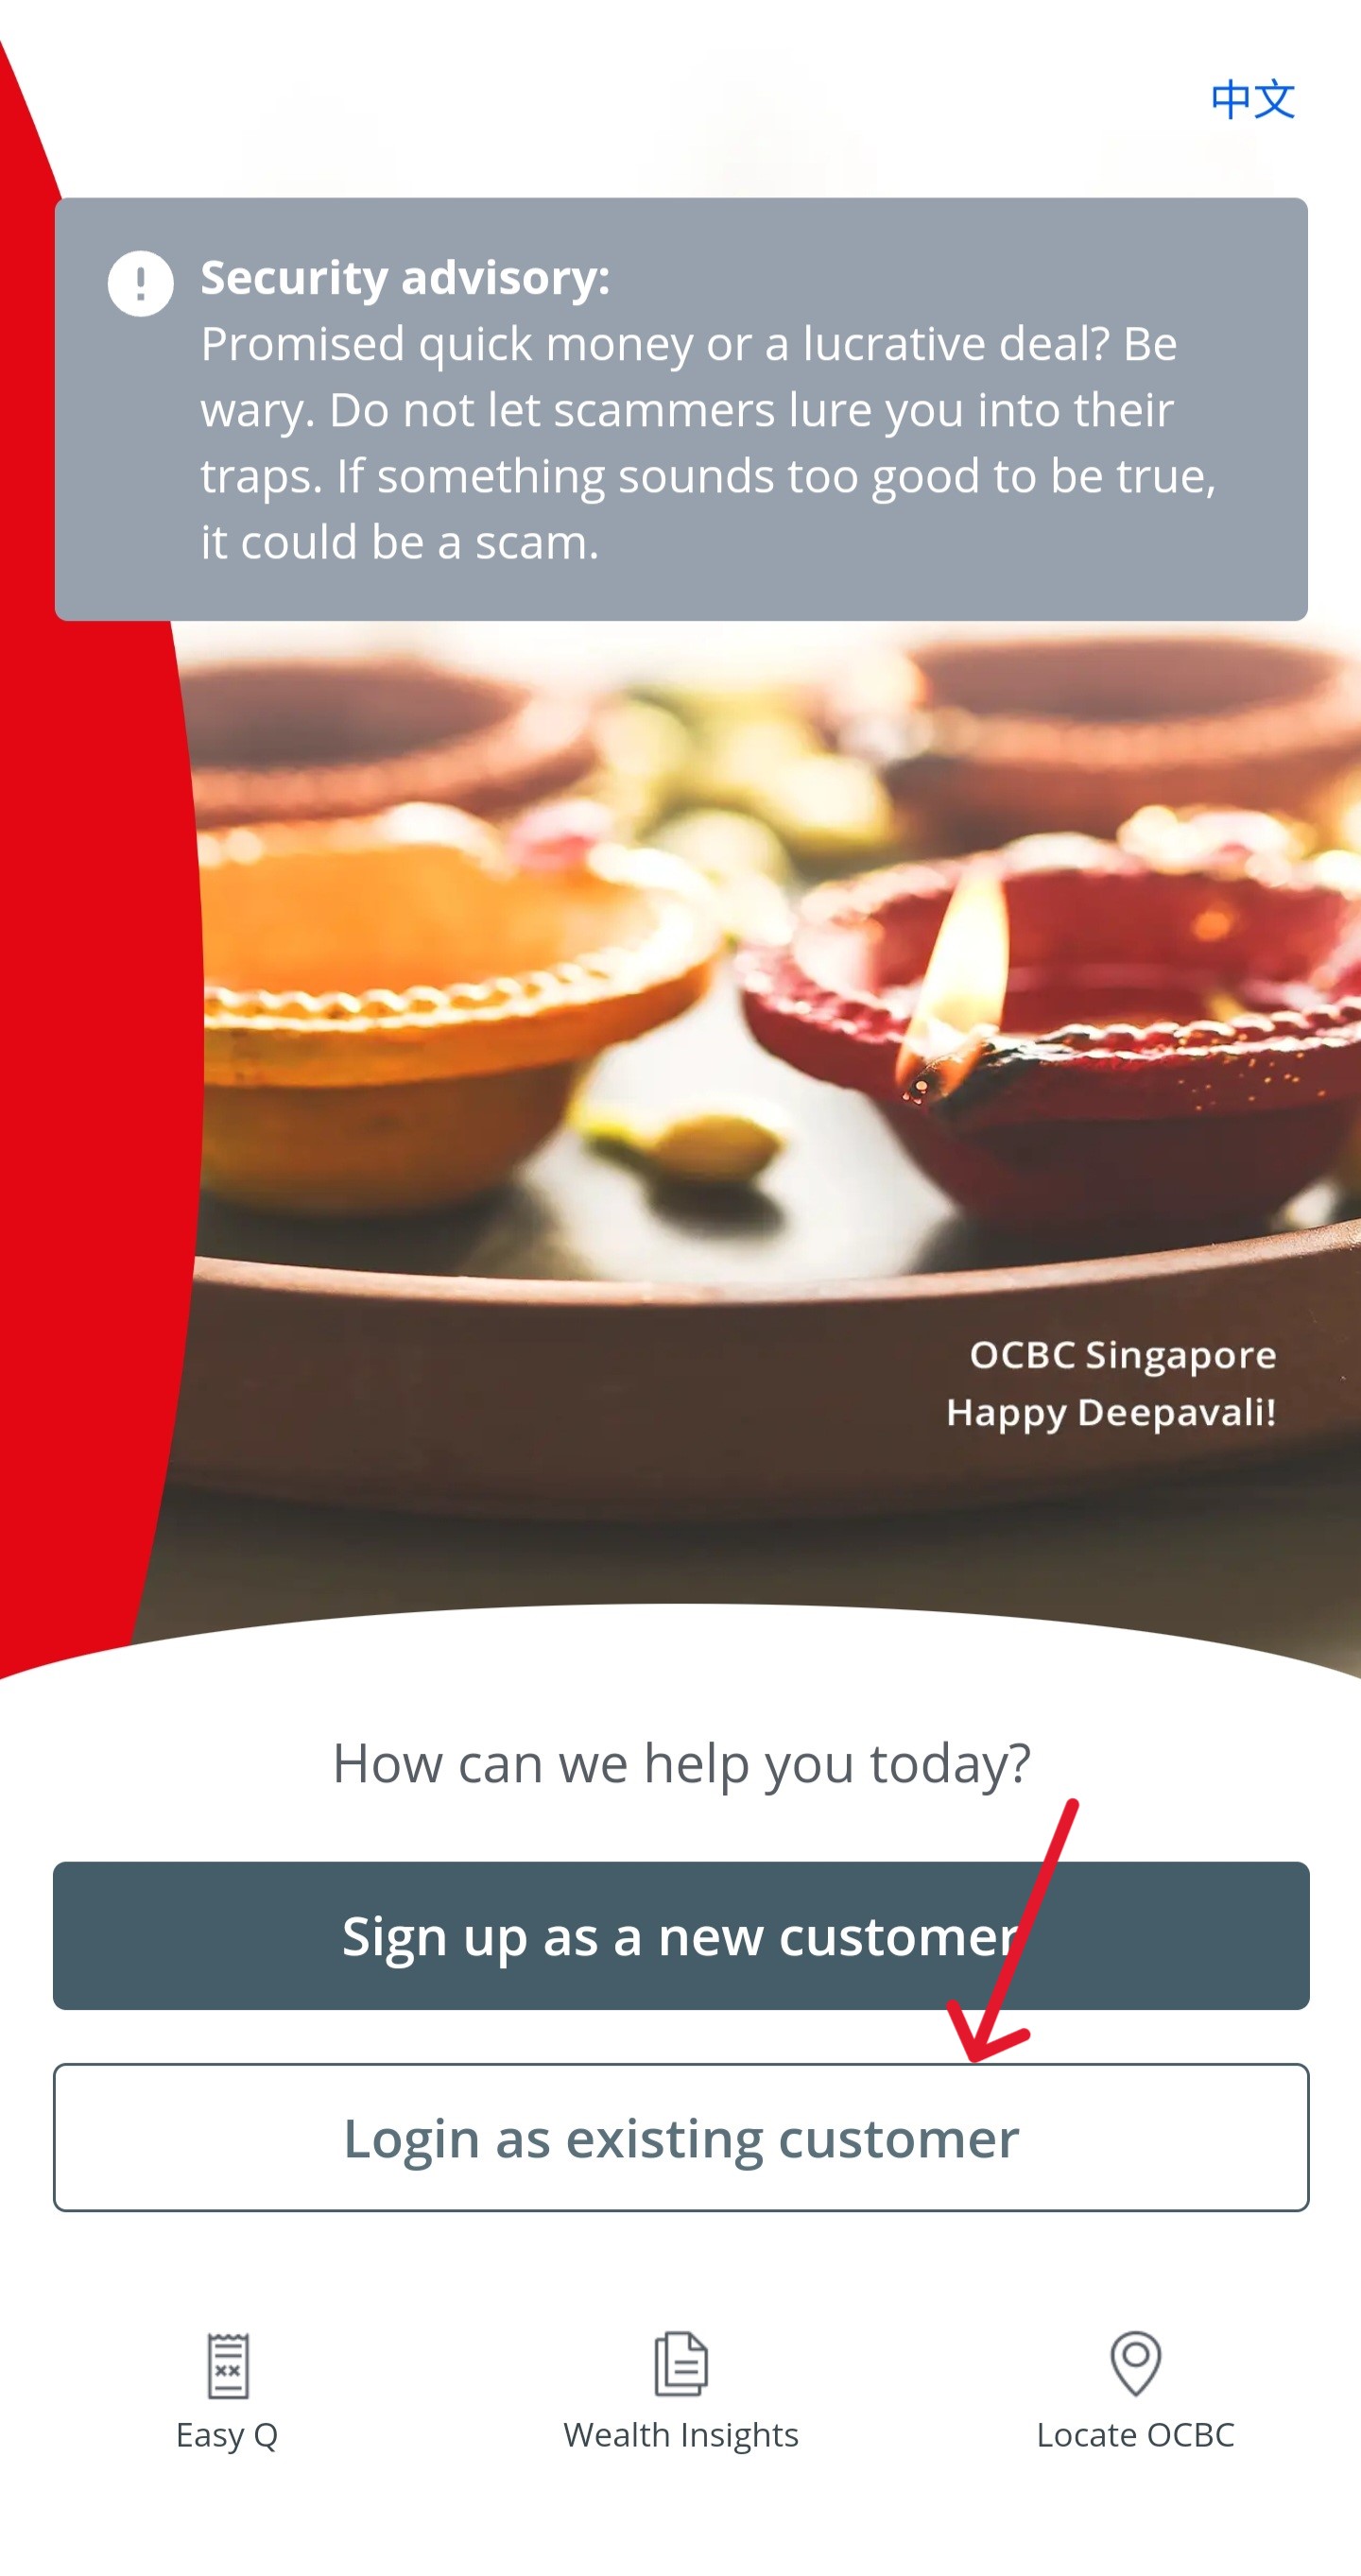 中文
Security advisory:
Promised quick money or a lucrative deal? Be
wary. Do not let scammers lure you into their
traps. If something sounds too good to be true,
it could be a scam.
OCBC Singapore
Happy Deepavali!
How can we help you today?
Sign up as a new customer
Login as existing customer
Easy Q
Wealth Insights
Locate OCBC